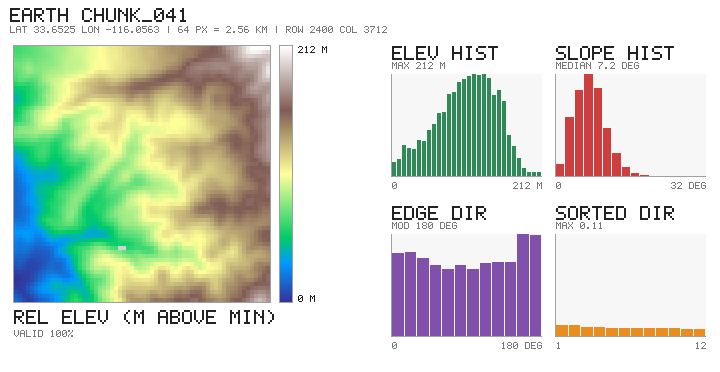 EARTH CHUNK_041
LAT 33.6525 LON -116.0563 | 64 PX = 2.56 KM | ROW 2400 COL 3712
212 M
0 M
REL ELEV (M ABOVE MIN)
VALID 100%
ELEV HIST
MAX 212 M
0 212 M
SLOPE HIST
MEDIAN 7.2 DEG
0 32 DEG
EDGE DIR
MOD 180 DEG
0 180 DEG
SORTED DIR
MAX 0.11
1 12